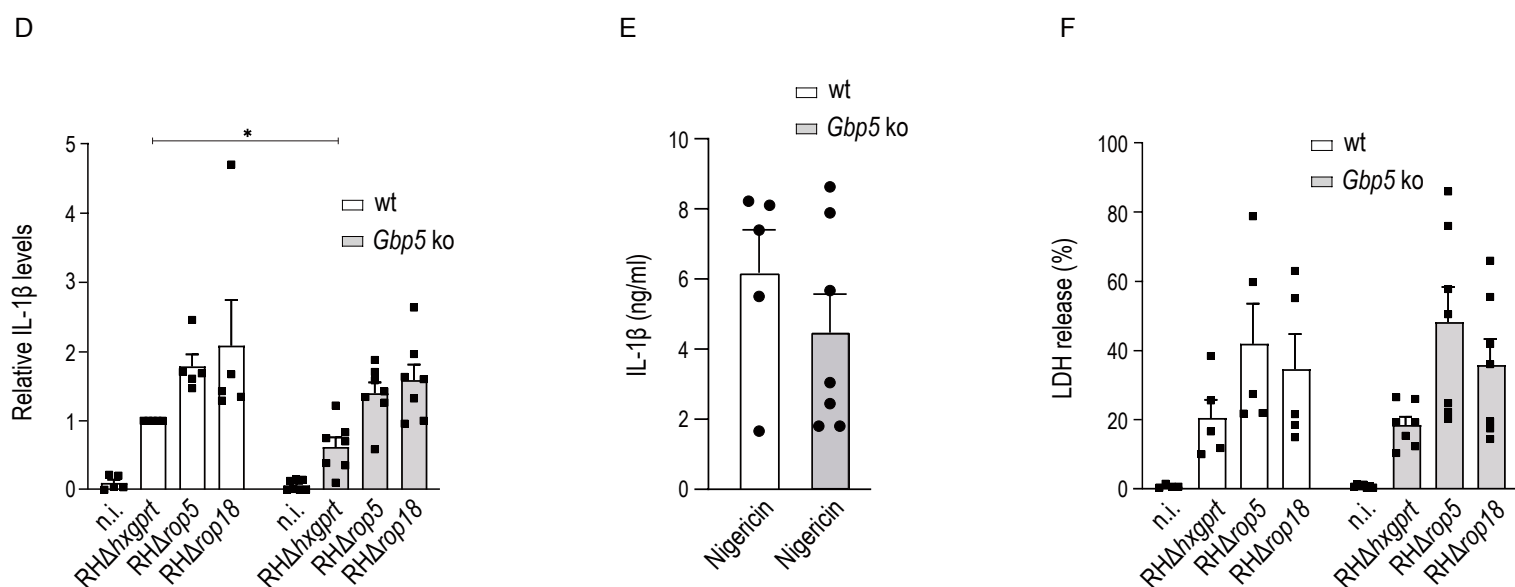 D
*
wt
Gbp5 ko
Relative IL-1β levels
5
4
3
2
1
0
n.i.
RHΔhxgprt
RHΔrop5
RHΔrop18
n.i.
RHΔhxgprt
RHΔrop5
RHΔrop18
E
wt
Gbp5 ko
IL-1β (ng/ml)
10
8
6
4
2
0
Nigericin
Nigericin
F
wt
Gbp5 ko
LDH release (%)
100
80
60
40
20
0
n.i.
RHΔhxgprt
RHΔrop5
RHΔrop18
n.i.
RHΔhxgprt
RHΔrop5
RHΔrop18